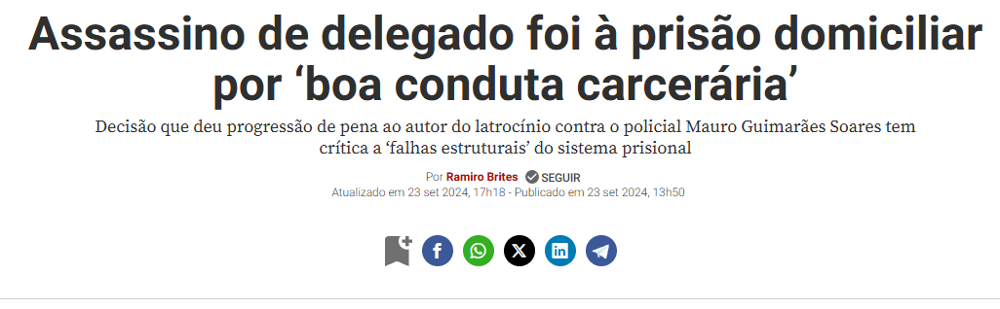 Assassino de delegado foi à prisão domiciliar
por ‘boa conduta carcerária’
Decisão que deu progressão de pena ao autor do latrocínio contra o policial Mauro Guimarães Soares tem
crítica a ‘falhas estruturais’ do sistema prisional
Por Ramiro Brites SEGUIR
Atualizado em 23 set 2024, 17h18 - Publicado em 23 set 2024, 13h50